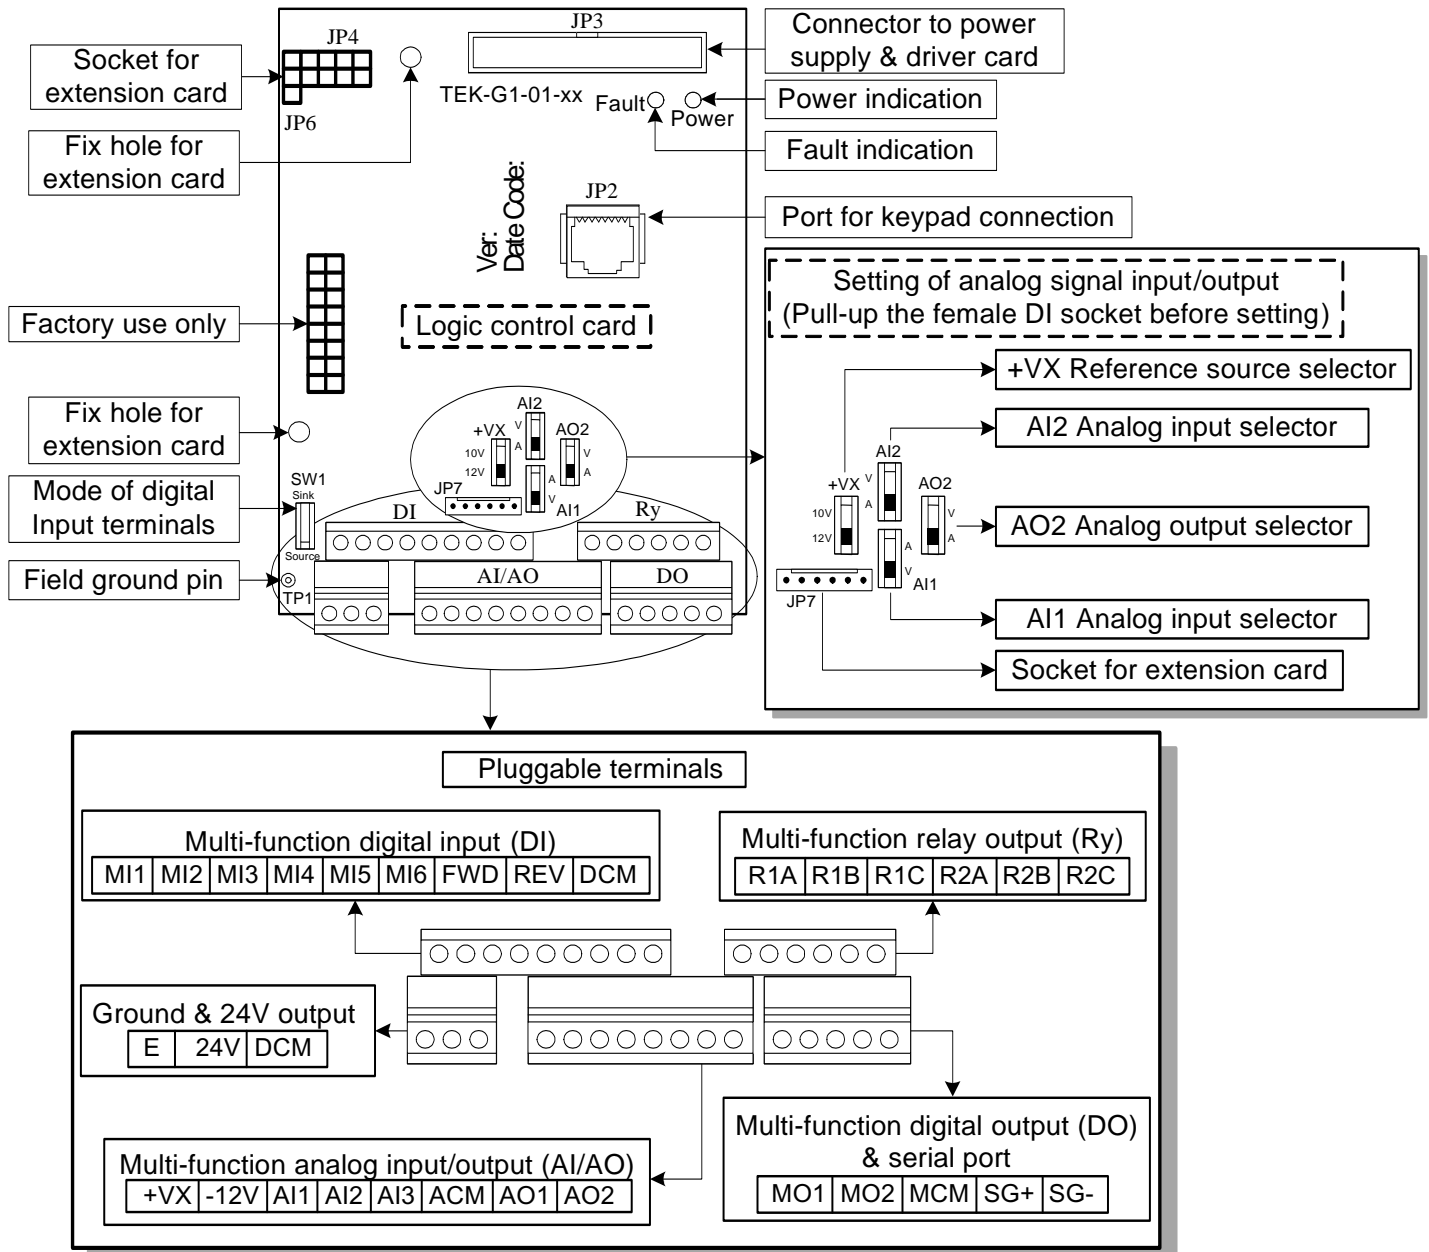 JP3
Connector to power
supply & driver card
JP4
Socket for
extension card
JP6
TEK-G1-01-xx
Fault
Power
Power indication
Fault indication
Fix hole for
extension card
Ver:
Date Code:
JP2
Port for keypad connection
Factory use only
Logic control card
Setting of analog signal input/output
(Pull-up the female DI socket before setting)
+VX Reference source selector
AI2 Analog input selector
AI2
V
A
+VX
10V
12V
AO2
V
A
AO2 Analog output selector
A
V
AI1
JP7
AI1 Analog input selector
Socket for extension card
Fix hole for
extension card
AI2
V
A
+VX
10V
12V
AO2
V
A
A
V
AI1
JP7
SW1
Sink
Source
Mode of digital
Input terminals
DI
Ry
Field ground pin
TP1
AI/AO
DO
Pluggable terminals
Multi-function digital input (DI)
MI1 MI2 MI3 MI4 MI5 MI6 FWD REV DCM
Multi-function relay output (Ry)
R1A R1B R1C R2A R2B R2C
Ground & 24V output
E 24V DCM
Multi-function analog input/output (AI/AO)
+VX -12V AI1 AI2 AI3 ACM AO1 AO2
Multi-function digital output (DO)
& serial port
MO1 MO2 MCM SG+ SG-